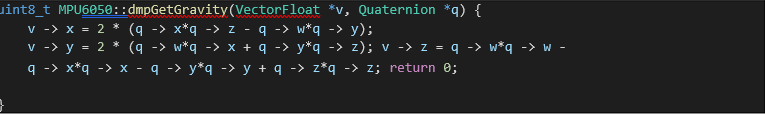 uint8_t MPU6050::dmpGetGravity(VectorFloat *v, Quaternion *q) {
v -> x = 2 * (q -> x*q -> z - q -> w*q -> y);
v -> y = 2 * (q -> w*q -> x + q -> y*q -> z); v -> z = q -> w*q -> w -
q -> x*q -> x - q -> y*q -> y + q -> z*q -> z; return 0;
}